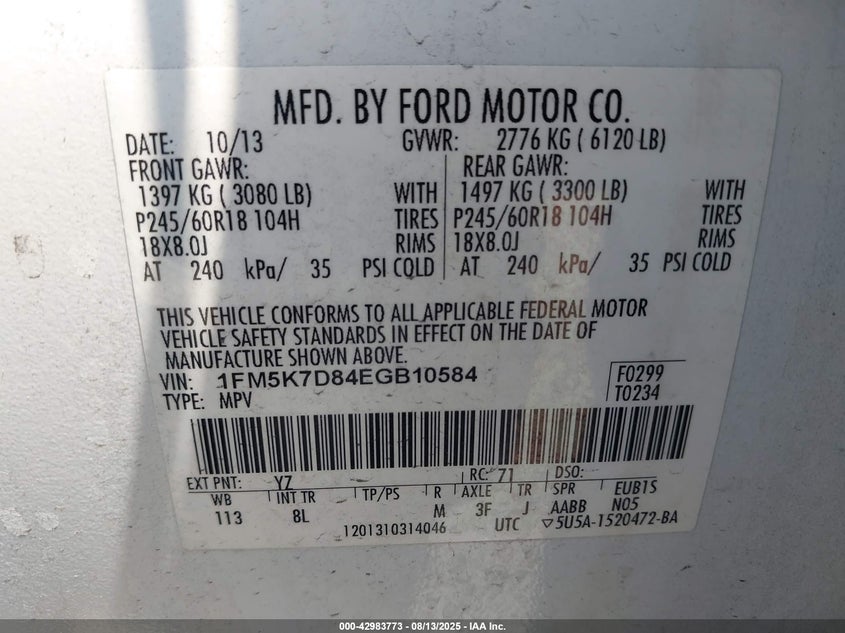 MFD. BY FORD MOTOR CO.
DATE: 10/13 GVWR: 2776 KG ( 6120 LB)
FRONT GAWR: REAR GAWR:
1397 KG ( 3080 LB) WITH 1497 KG ( 3300 LB) WITH
P245/60R18 104H TIRES P245/60R18 104H TIRES
18X8.0J RIMS 18X8.0J RIMS
AT 240 kPa/ 35 PSI COLD AT 240 kPa/ 35 PSI COLD
THIS VEHICLE CONFORMS TO ALL APPLICABLE FEDERAL MOTOR
VEHICLE SAFETY STANDARDS IN EFFECT ON THE DATE OF
MANUFACTURE SHOWN ABOVE.
VIN: 1FM5K7D84EGB10584 F0299
TYPE: MPV T0234
EXT PNT: YZ RC: 71 DSO:
WB INT TR TP/PS R AXLE TR SPR EUB1S
113 8L M 3F J AABB N05
1201310314046 UTC ▽5U5A-1520472-BA
000-42983773 - 08/13/2025 - IAA Inc.